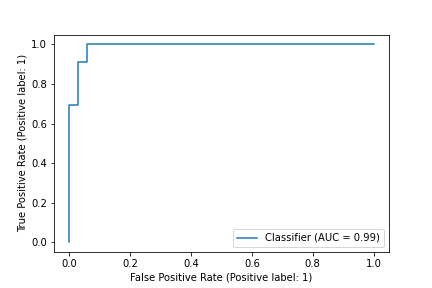 1.0
0.8
0.6
0.4
0.2
0.0
True Positive Rate (Positive label: 1)
Classifier (AUC = 0.99)
0.0 0.2 0.4 0.6 0.8 1.0
False Positive Rate (Positive label: 1)